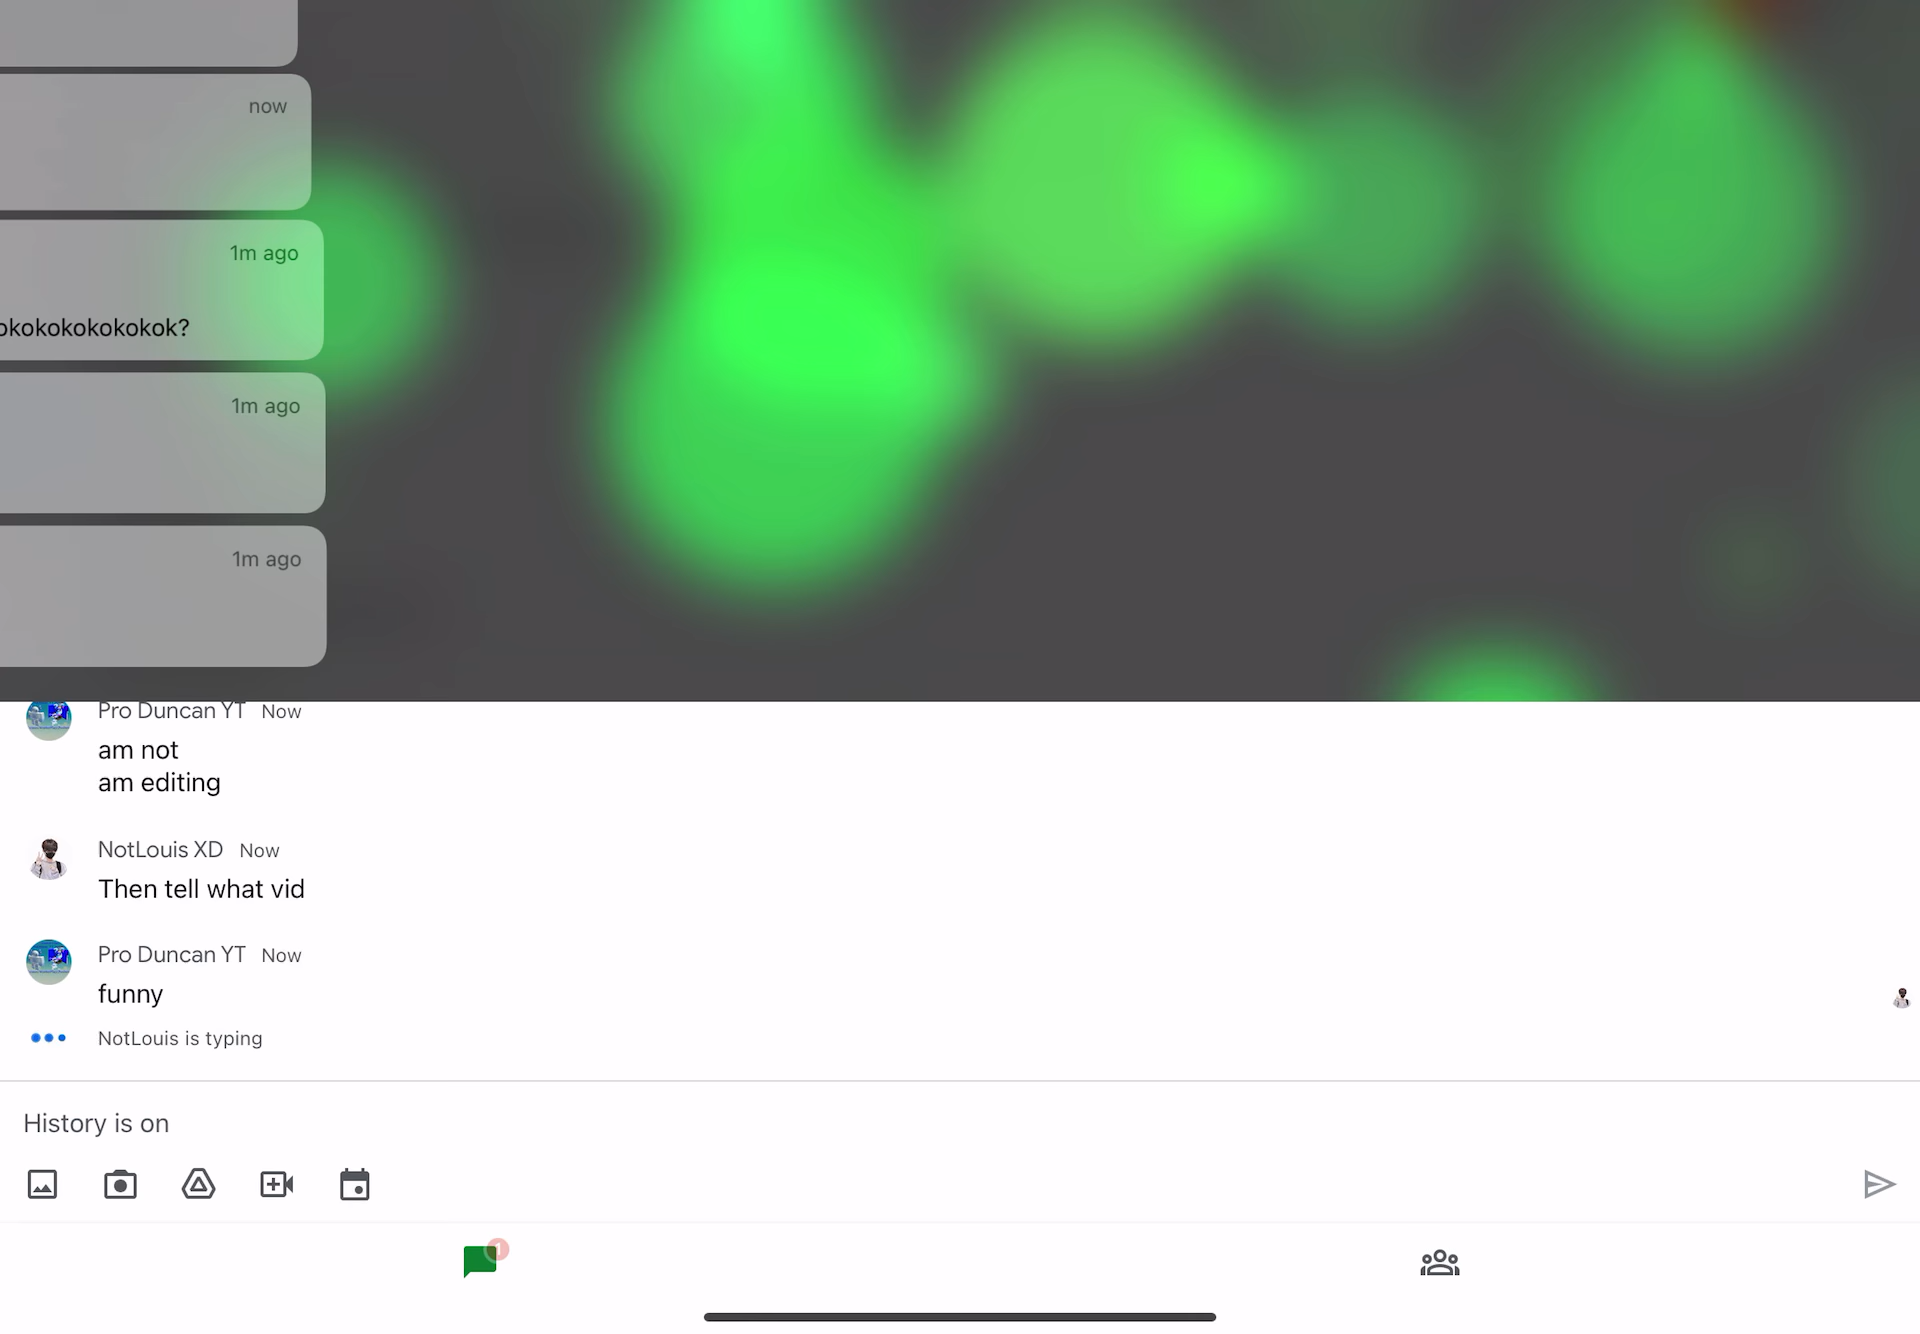 now
1m ago
okokokokokokok?
1m ago
1m ago
Pro Duncan YT Now
am not
am editing
NotLouis XD Now
Then tell what vid
Pro Duncan YT Now
funny
NotLouis is typing
History is on
1